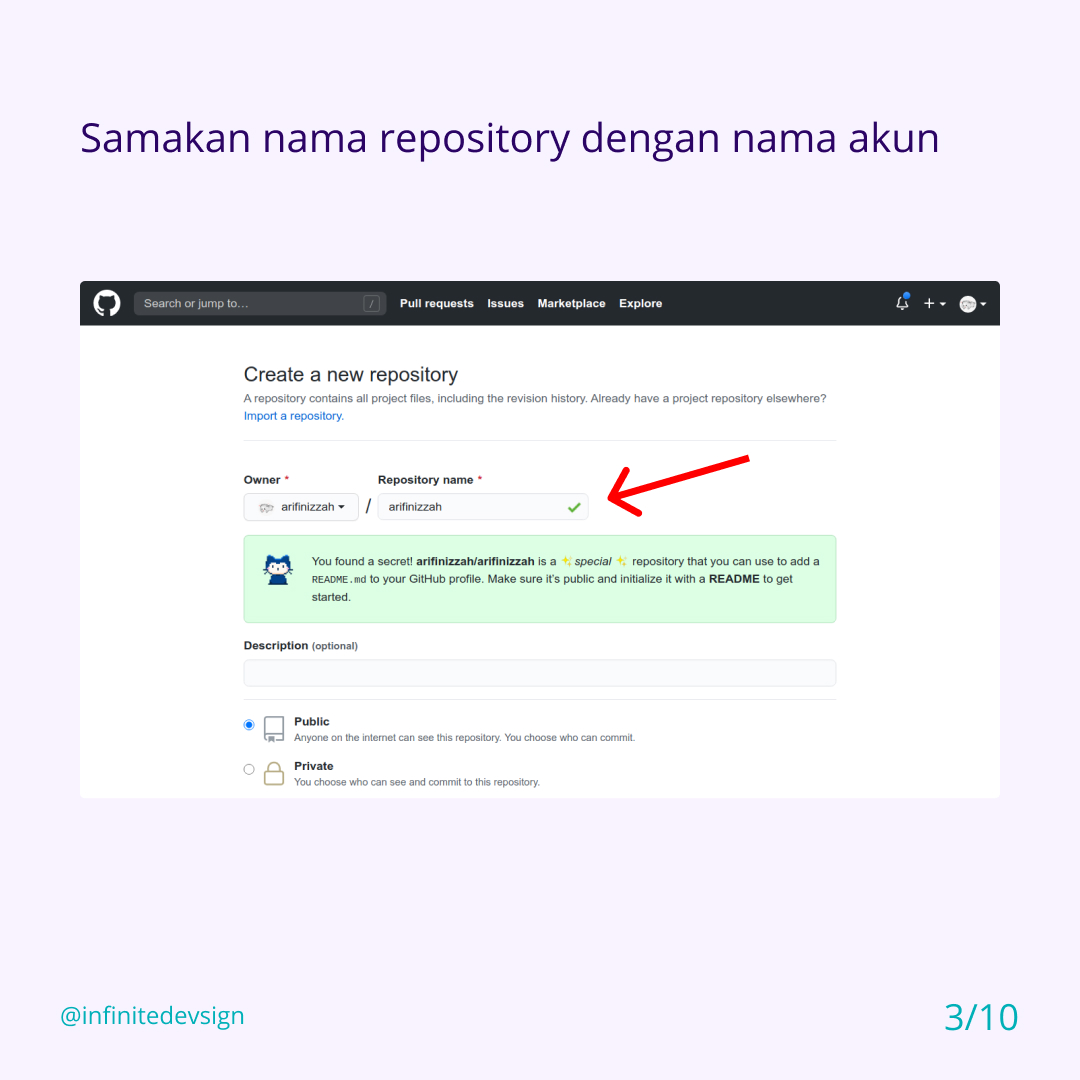 Samakan nama repository dengan nama akun
Search or jump to…
/
Pull requests Issues Marketplace Explore
Create a new repository
A repository contains all project files, including the revision history. Already have a project repository elsewhere?
Import a repository.
Owner * Repository name *
arifinizzah / arifinizzah
You found a secret! arifinizzah/arifinizzah is a ✨special ✨ repository that you can use to add a
README.md to your GitHub profile. Make sure it's public and initialize it with a README to get
started.
Description (optional)
Public
Anyone on the internet can see this repository. You choose who can commit.
Private
You choose who can see and commit to this repository.
@infinitedevsign
3/10